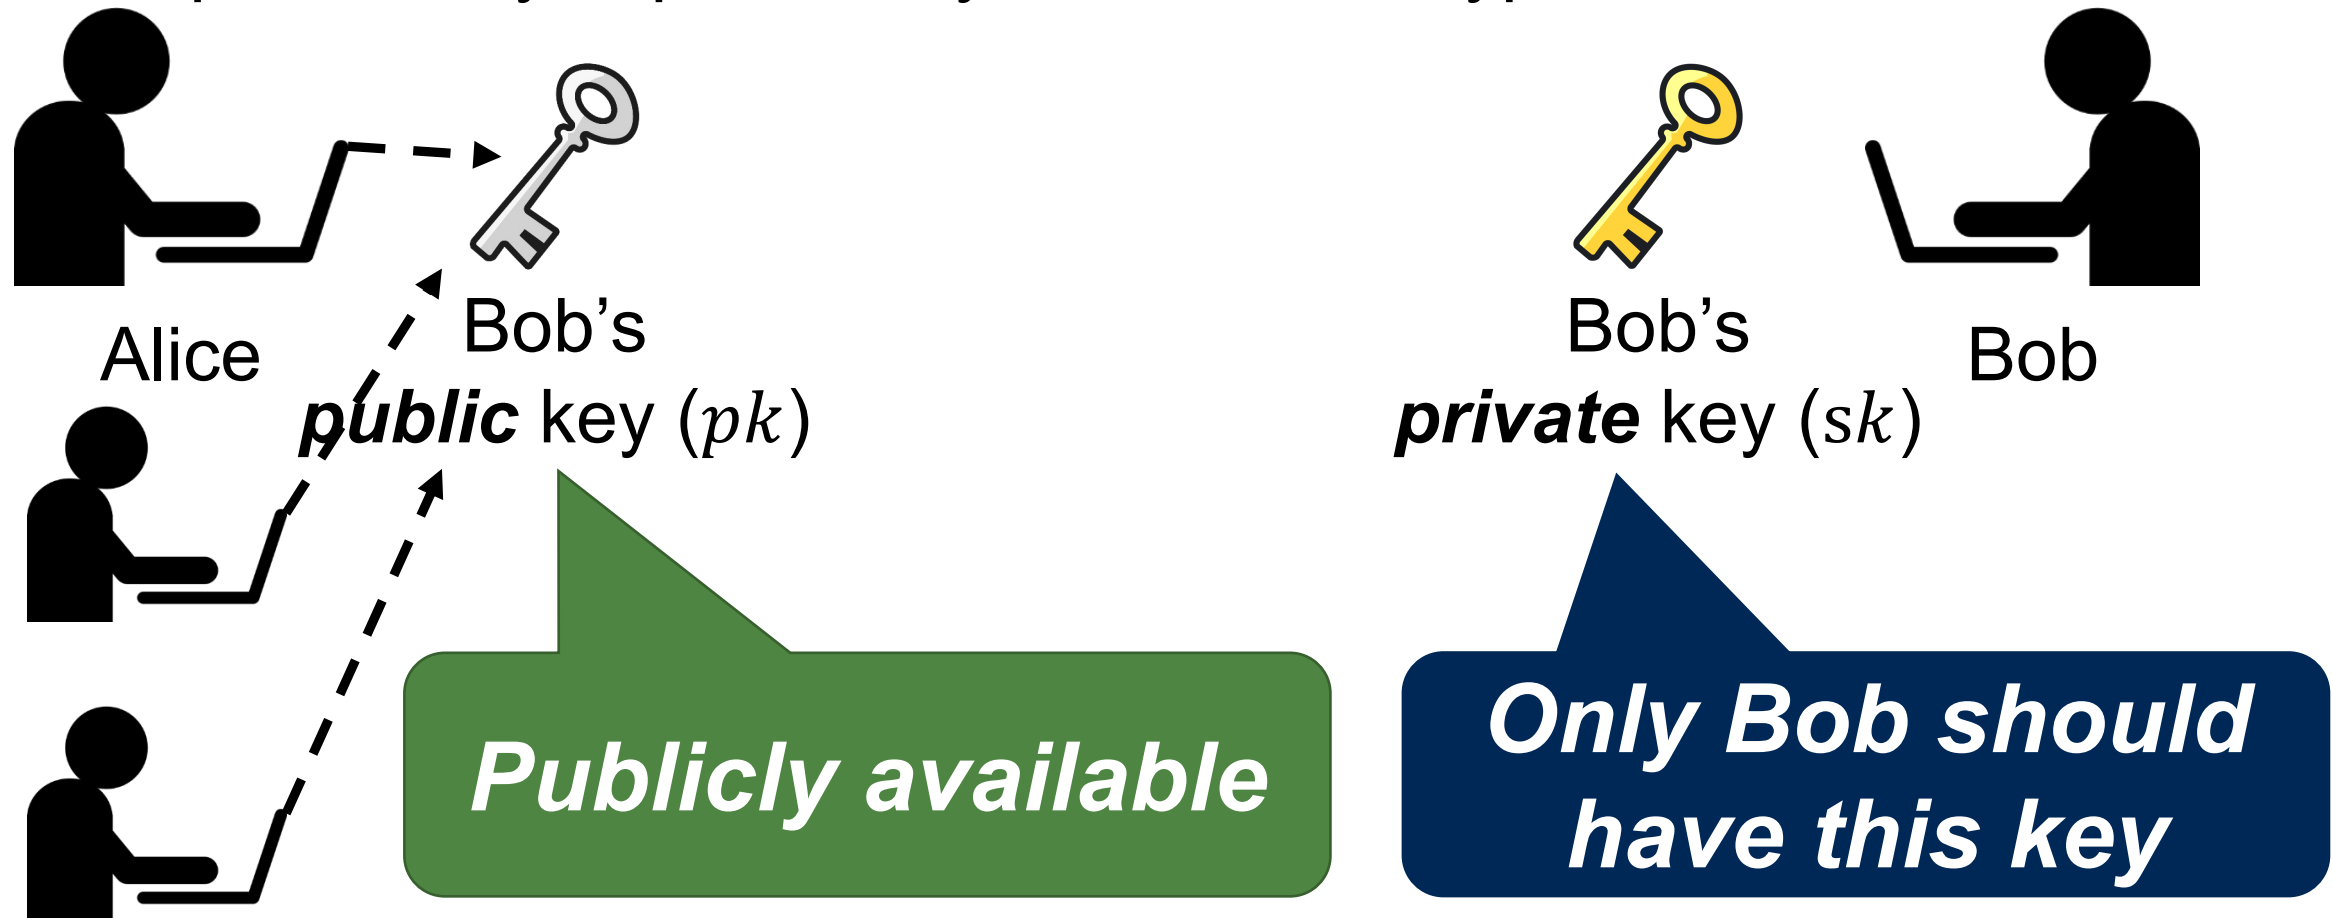 Alice
Bob's
public key (pk)
Bob's
private key (sk)
Bob
Publicly available
Only Bob should
have this key